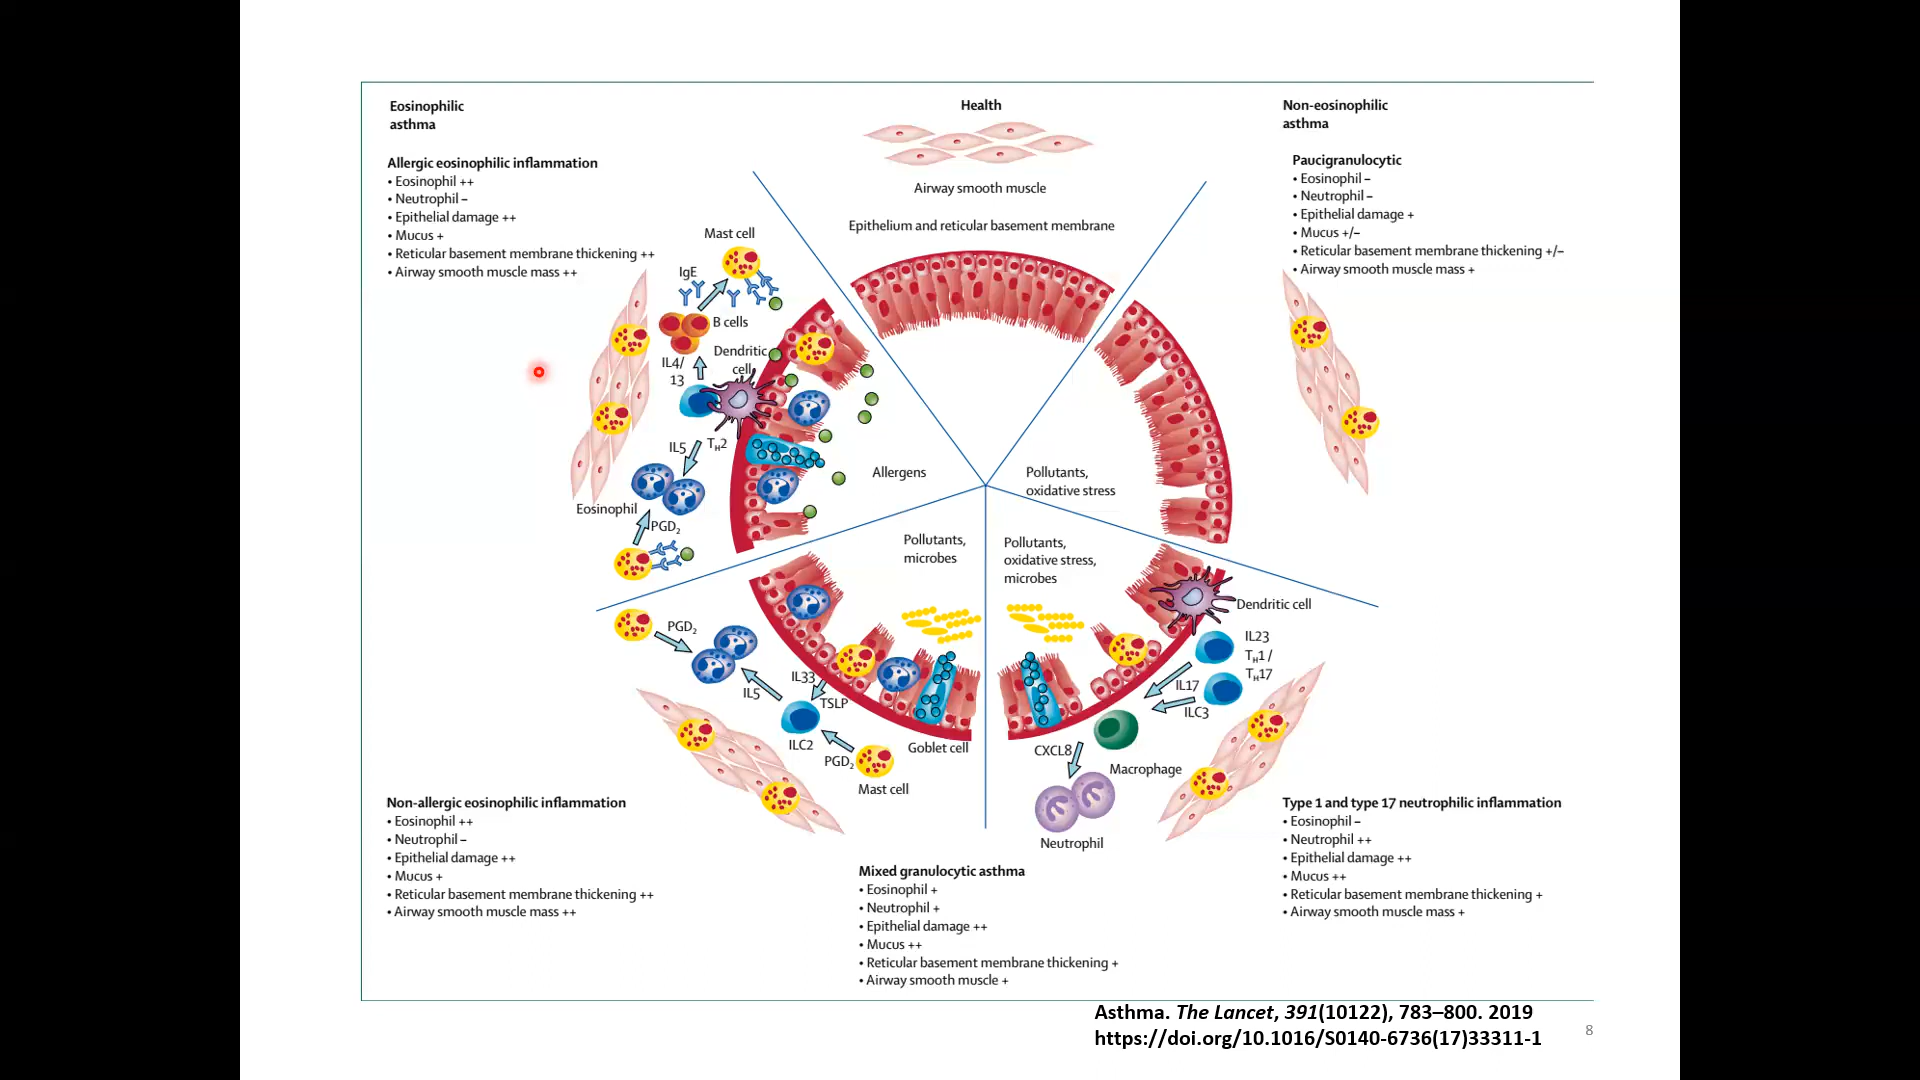 Eosinophilic
asthma
Allergic eosinophilic inflammation
• Eosinophil ++
• Neutrophil –
• Epithelial damage ++
• Mucus +
• Reticular basement membrane thickening ++
• Airway smooth muscle mass ++
Health
Airway smooth muscle
Epithelium and reticular basement membrane
Non-eosinophilic
asthma
Paucigranulocytic
• Eosinophil –
• Neutrophil –
• Epithelial damage +
• Mucus +/–
• Reticular basement membrane thickening +/–
• Airway smooth muscle mass +
Mast cell
IgE
B cells
IL4/
13
Dendritic
cell
IL5
TH2
Eosinophil
PGD2
Allergens
Pollutants,
oxidative stress
Pollutants,
microbes
Pollutants,
oxidative stress,
microbes
PGD2
IL5
IL33
TSLP
ILC2
PGD2
Mast cell
Goblet cell
Dendritic cell
IL23
TH1 /
TH17
IL17
ILC3
CXCL8
Macrophage
Neutrophil
Non-allergic eosinophilic inflammation
• Eosinophil ++
• Neutrophil –
• Epithelial damage ++
• Mucus +
• Reticular basement membrane thickening ++
• Airway smooth muscle mass ++
Mixed granulocytic asthma
• Eosinophil +
• Neutrophil +
• Epithelial damage ++
• Mucus ++
• Reticular basement membrane thickening +
• Airway smooth muscle +
Type 1 and type 17 neutrophilic inflammation
• Eosinophil –
• Neutrophil ++
• Epithelial damage ++
• Mucus ++
• Reticular basement membrane thickening +
• Airway smooth muscle mass +
Asthma. The Lancet, 391(10122), 783–800. 2019
https://doi.org/10.1016/S0140-6736(17)33311-1
8